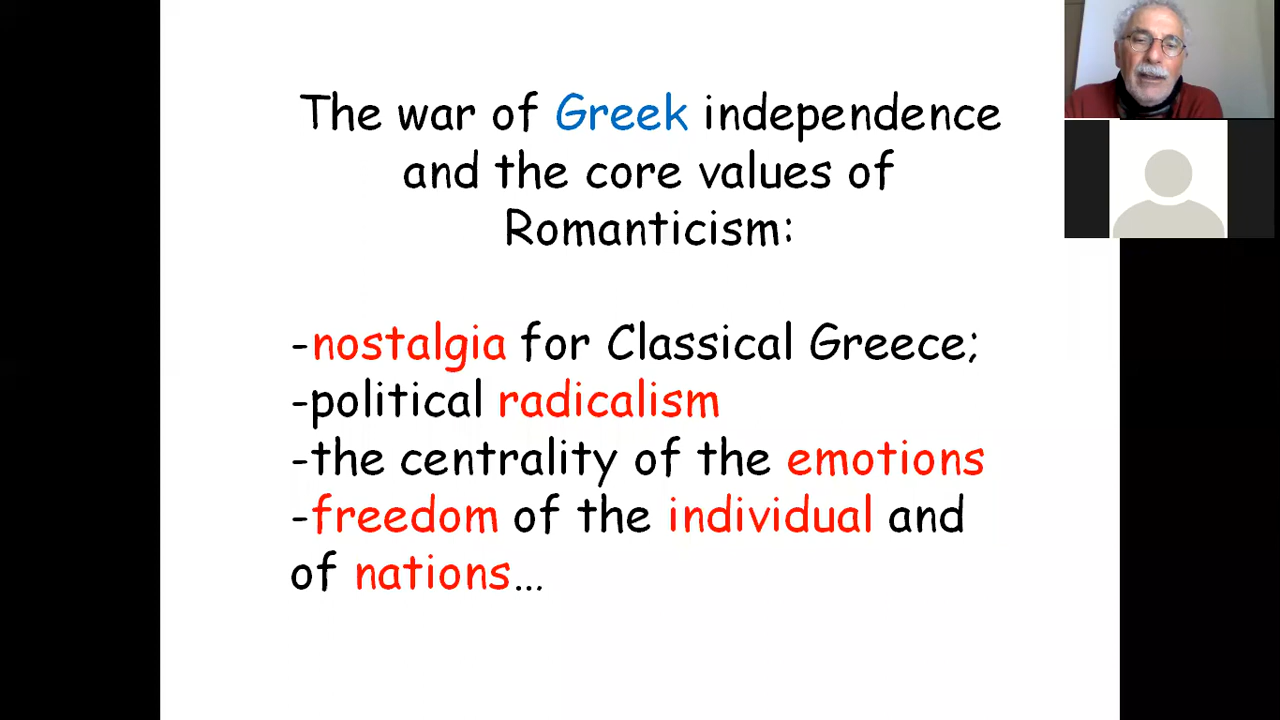 The war of Greek independence
and the core values of
Romanticism:
-nostalgia for Classical Greece;
-political radicalism
-the centrality of the emotions
-freedom of the individual and
of nations...